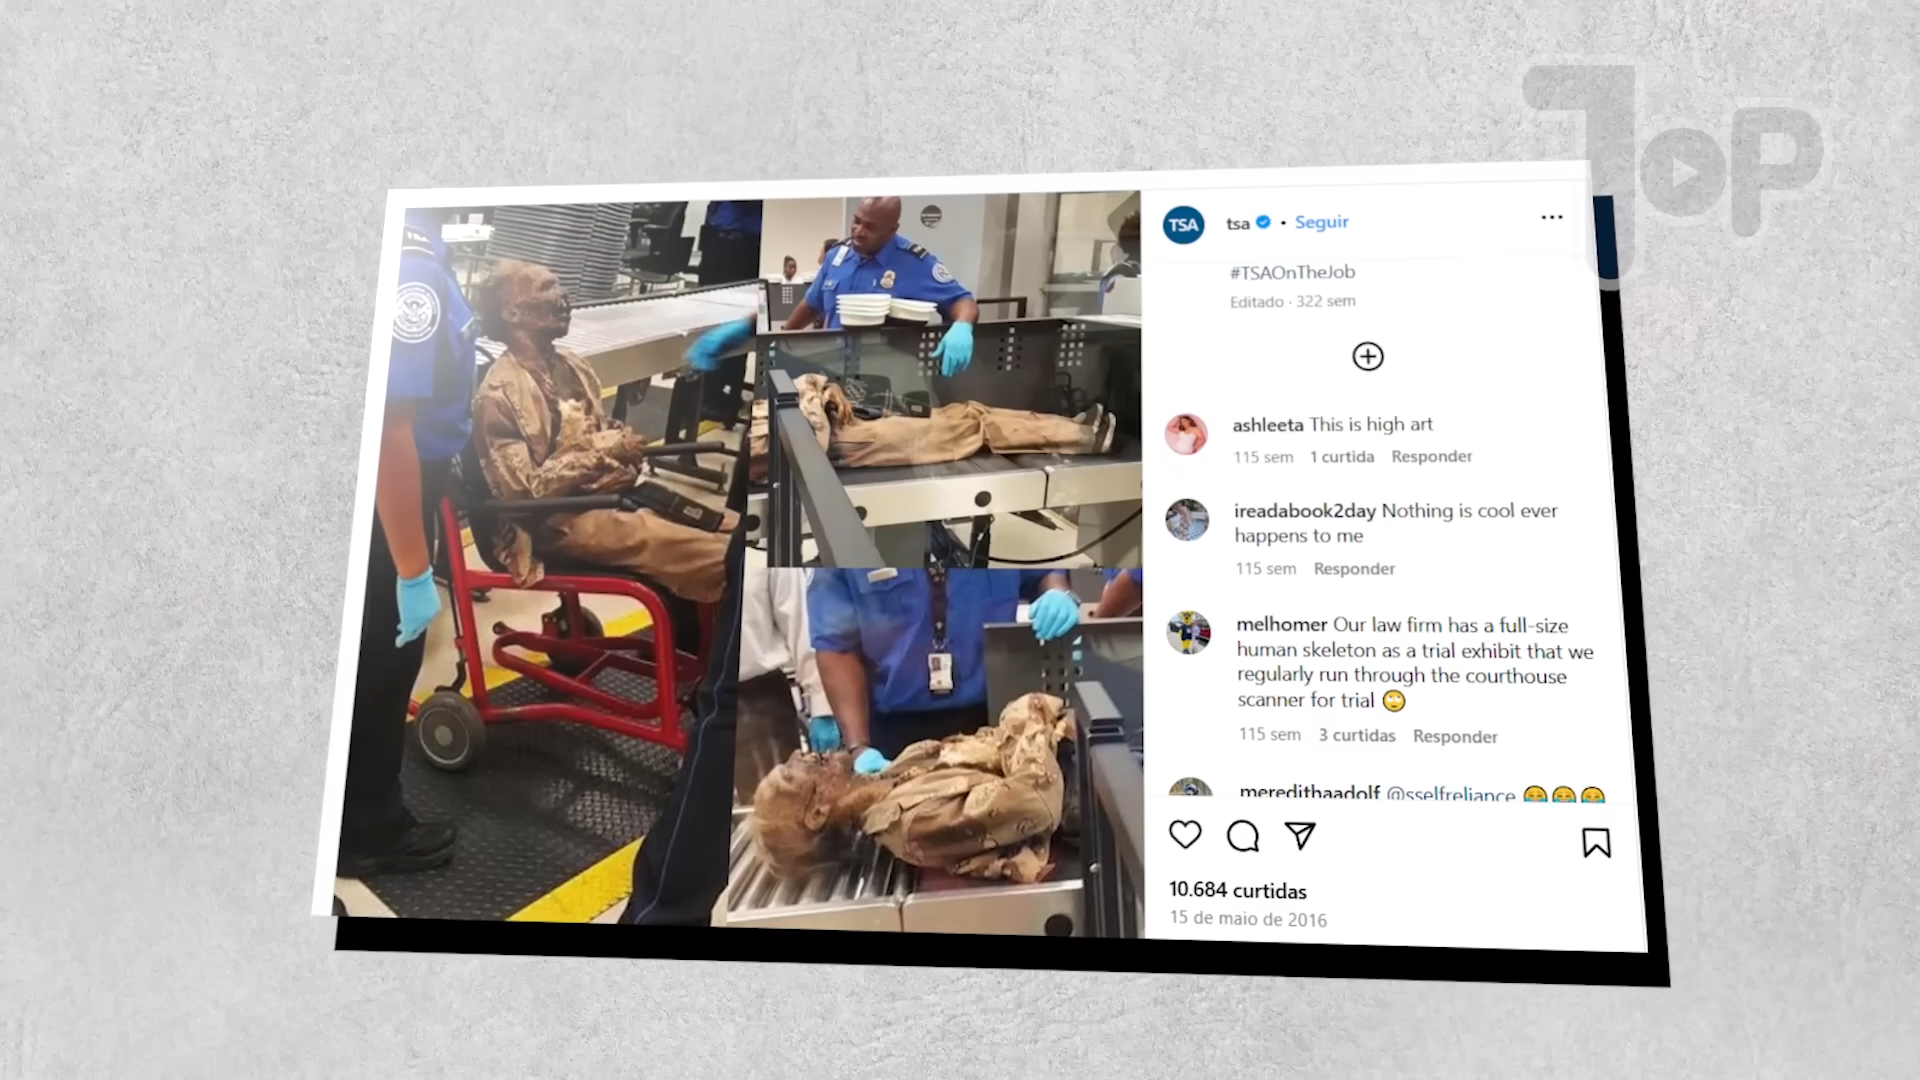 TOP
TSA
tsa • Seguir
#TSAOnTheJob
Editado · 322 sem
ashleeta This is high art
115 sem 1 curtida Responder
ireadabook2day Nothing is cool ever
happens to me
115 sem Responder
melhomer Our law firm has a full-size
human skeleton as a trial exhibit that we
regularly run through the courthouse
scanner for trial 🙄
115 sem 3 curtidas Responder
meredithaadolf @sselfreliance 😂😂😂
10.684 curtidas
15 de maio de 2016